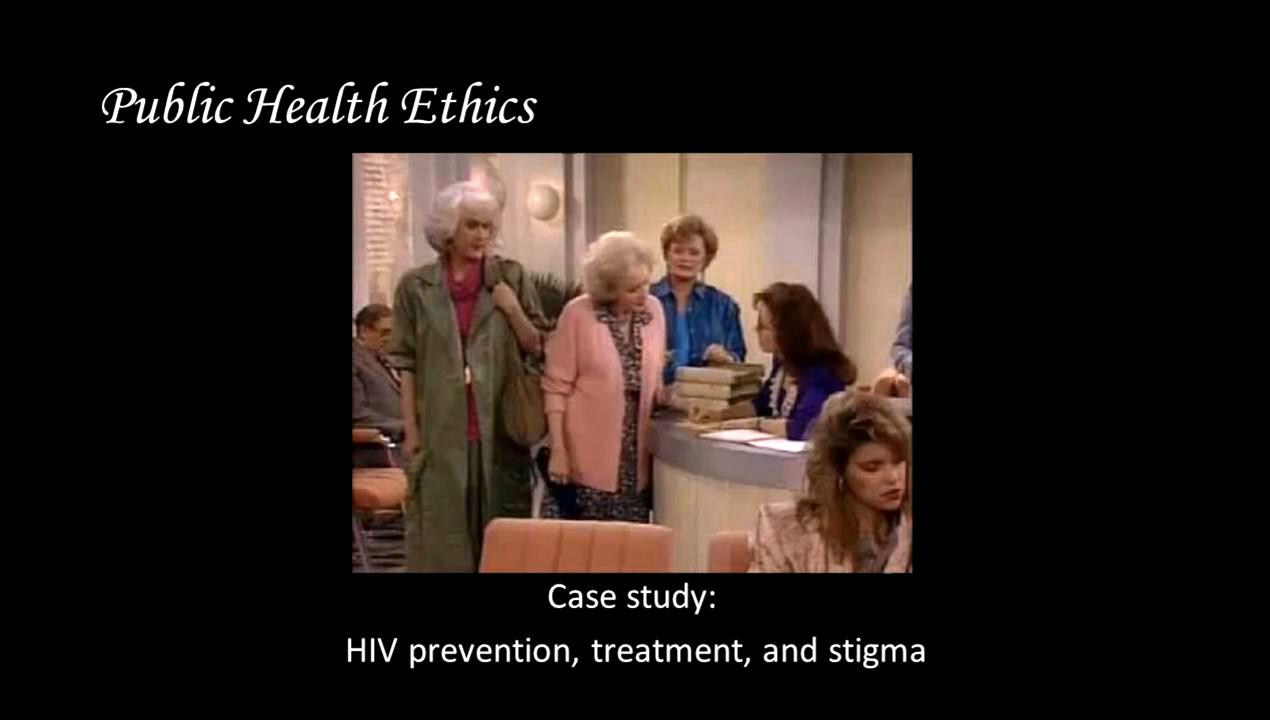 Public Health Ethics
Case study:
HIV prevention, treatment, and stigma